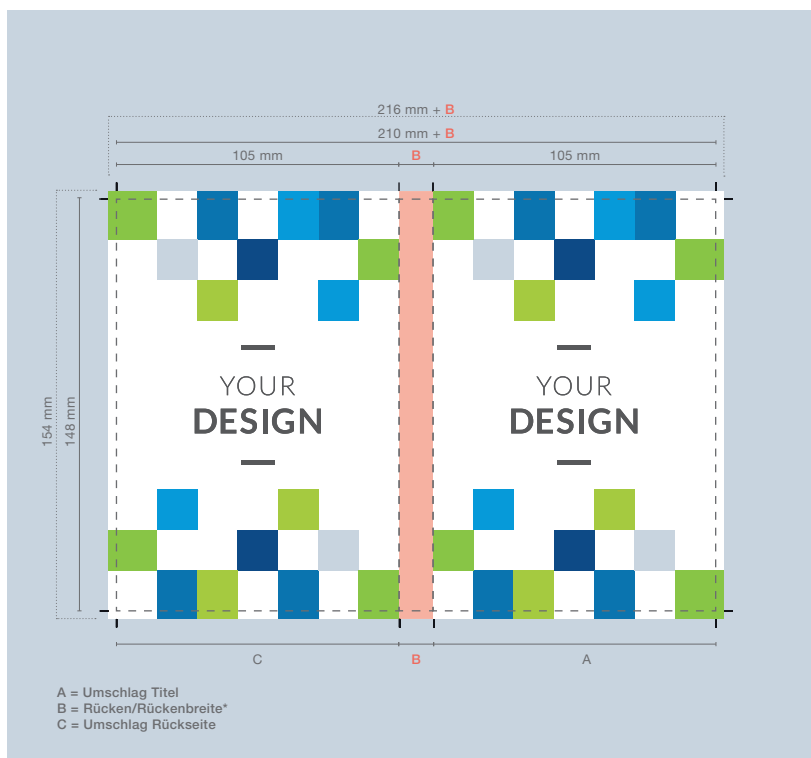 216 mm + B
210 mm + B
105 mm B 105 mm
154 mm
148 mm
YOUR
DESIGN
YOUR
DESIGN
C B A
A = Umschlag Titel
B = Rücken/Rückenbreite*
C = Umschlag Rückseite